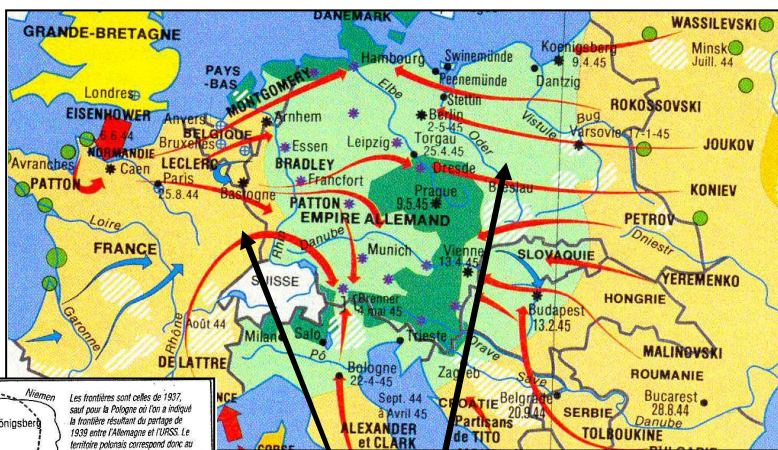 DANEMARK
GRANDE-BRETAGNE
WASSILEVSKI
Koenigsberg
9.4.45
Minsk
Juill. 44
Hambourg
Swinemünde
Peenemünde
Dantzig
PAYS
-BAS
MONTGOMERY
Elbe
Stettin
ROKOSSOVSKI
Londres
EISENHOWER
6.6.44
Anvers
Arnhem
Berlin
2-5-45
Oder
Vistule
Bug
Varsovie 17-1-45
BELGIQUE
Bruxelles
NORMANDIE
Caen
LECLERC
Essen
BRADLEY
Leipzig
Torgau
25.4.45
JOUKOV
Avranches
PATTON
Paris
25.8.44
Bastogne
Francfort
Dresde
Breslau
KONIEV
PATTON
Prague
9.5.45
EMPIRE ALLEMAND
PETROV
Loire
Rhin
Danube
Dniestr
FRANCE
Munich
Vienne
13.4.45
SLOVAQUIE
YEREMENKO
SUISSE
HONGRIE
Brenner
4 mai 45
Budapest
13.2.45
Garonne
Rhône
Août 44
Milan
Salo
Trieste
Drave
MALINOVSKI
ROUMANIE
DE LATTRE
Pô
Bologne
22-4-45
Zagreb
Save
Belgrade
20.9.44
Bucarest
28.8.44
Sept. 44
à Avril 45
CROATIE
SERBIE
Danube
Partisans
de TITO
TOLBOUKINE
ALEXANDER
et CLARK
BULGARIE
CORSE
Niemen
önigsberg
Les frontières sont celles de 1937,
sauf pour la Pologne où l'on a indiqué
la frontière résultant du partage de
1939 entre l'Allemagne et l'URSS. Le
territoire polonais correspond donc au